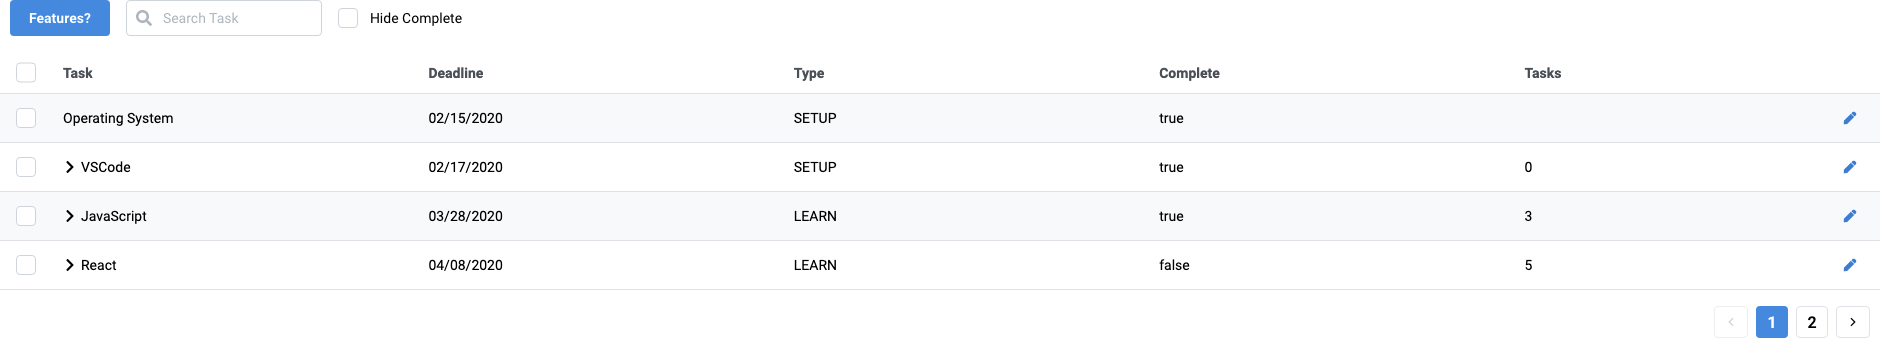 Features? Search Task Hide Complete
Task Deadline Type Complete Tasks
Operating System 02/15/2020 SETUP true
VSCode 02/17/2020 SETUP true 0
JavaScript 03/28/2020 LEARN true 3
React 04/08/2020 LEARN false 5
1 2